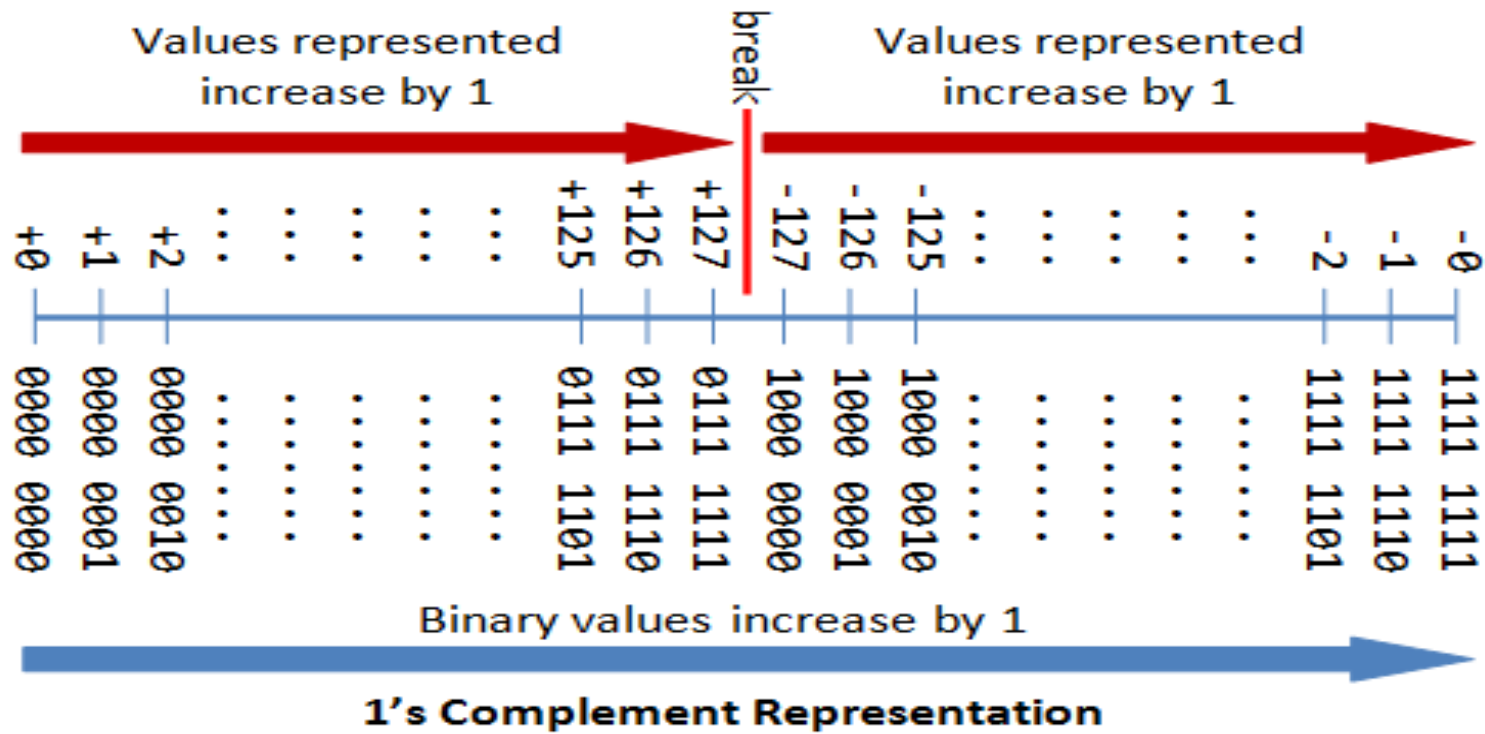 Values represented
increase by 1
break
Values represented
increase by 1
+0 +1 +2 ... ... ... ... ... +125 +126 +127 -127 -126 -125 ... ... ... ... ... -2 -1 -0
0000 0000
0000 0001
0000 0010
.......
.......
.......
.......
.......
0111 1101
0111 1110
0111 1111
1000 0000
1000 0001
1000 0010
.......
.......
.......
.......
.......
1111 1101
1111 1110
1111 1111
Binary values increase by 1
1’s Complement Representation